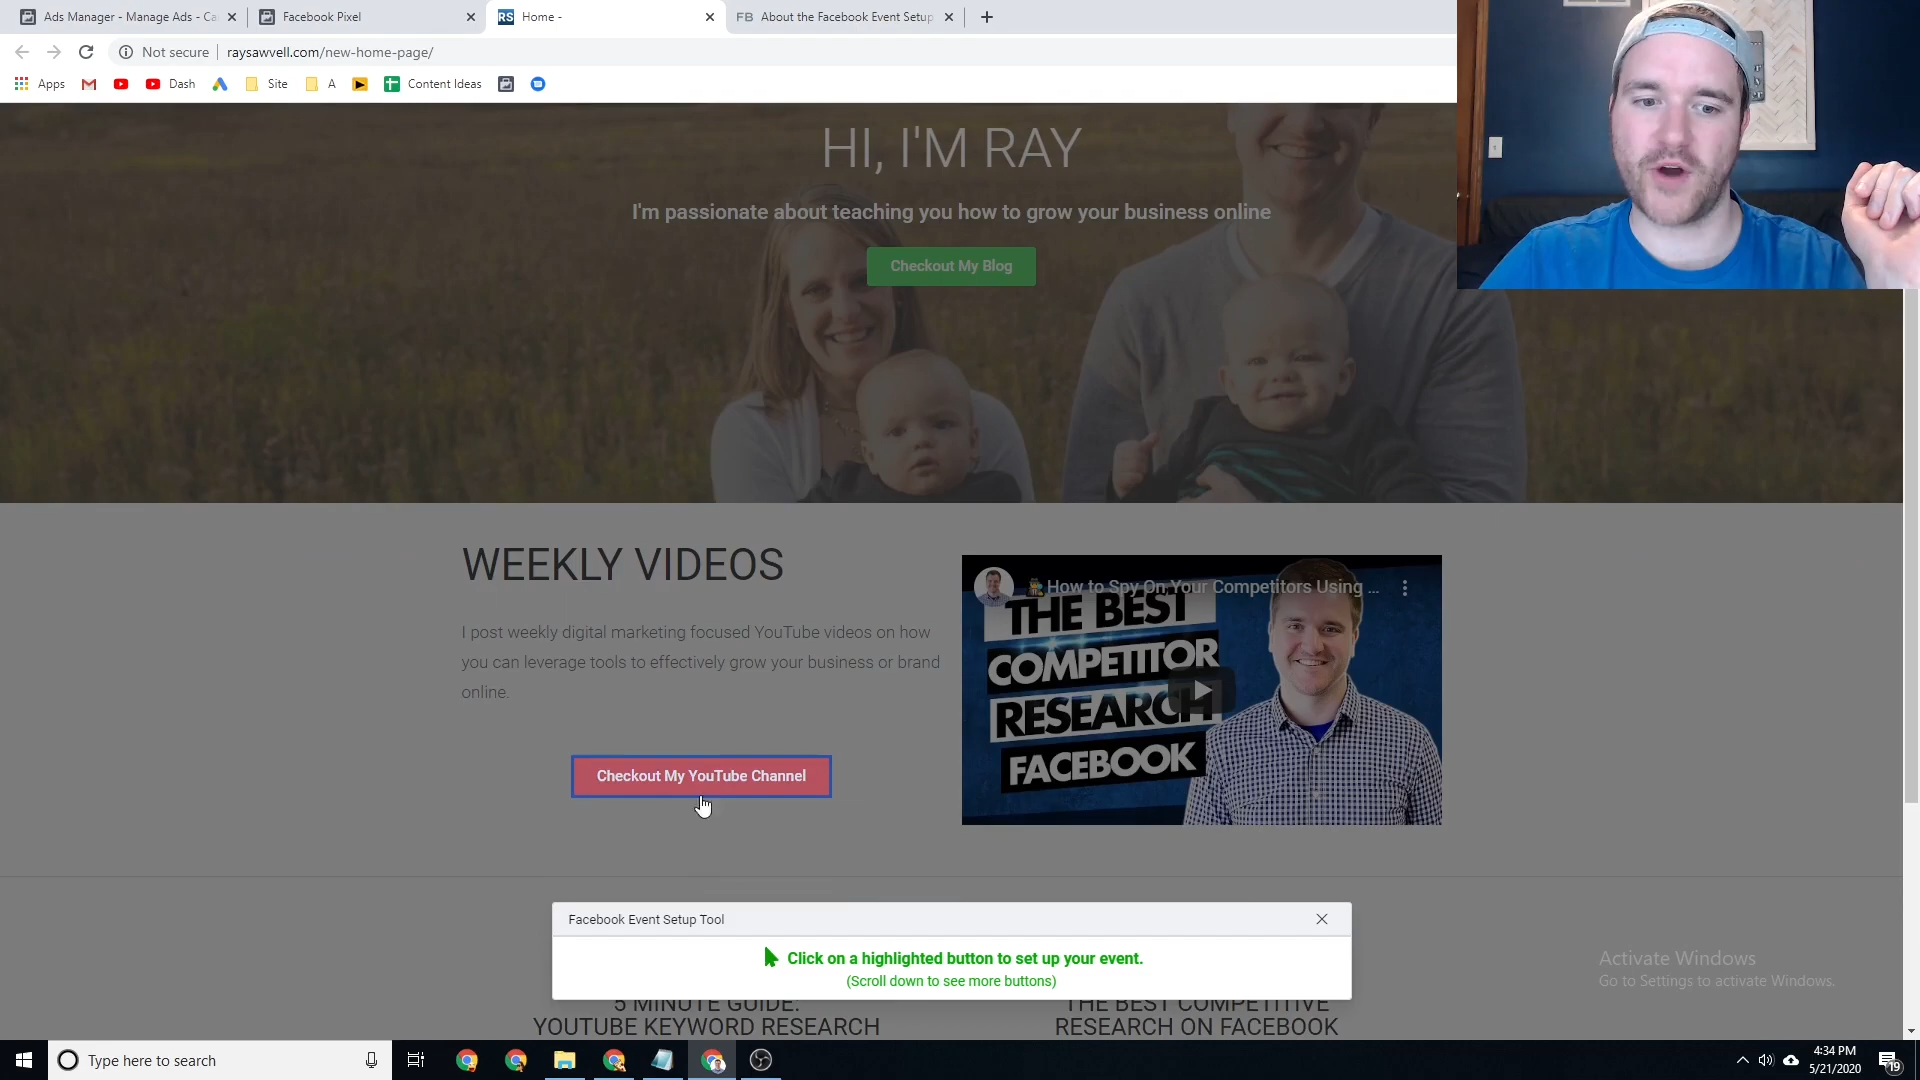 Ads Manager - Manage Ads - Ca
Facebook Pixel
RS Home -
FB About the Facebook Event Setup
Not secure raysawvell.com/new-home-page/
Apps
Dash
Site
A
Content Ideas
HI, I'M RAY
I'm passionate about teaching you how to grow your business online
Checkout My Blog
WEEKLY VIDEOS
I post weekly digital marketing focused YouTube videos on how
you can leverage tools to effectively grow your business or brand
online.
Checkout My YouTube Channel
How to Spy On Your Competitors Using ...
THE BEST
COMPETITOR
RESEARCH
FACEBOOK
Facebook Event Setup Tool
Click on a highlighted button to set up your event.
(Scroll down to see more buttons)
Activate Windows
Go to Settings to activate Windows.
5 MINUTE GUIDE:
YOUTUBE KEYWORD RESEARCH
THE BEST COMPETITIVE
RESEARCH ON FACEBOOK
Type here to search
4:34 PM
5/21/2020
19